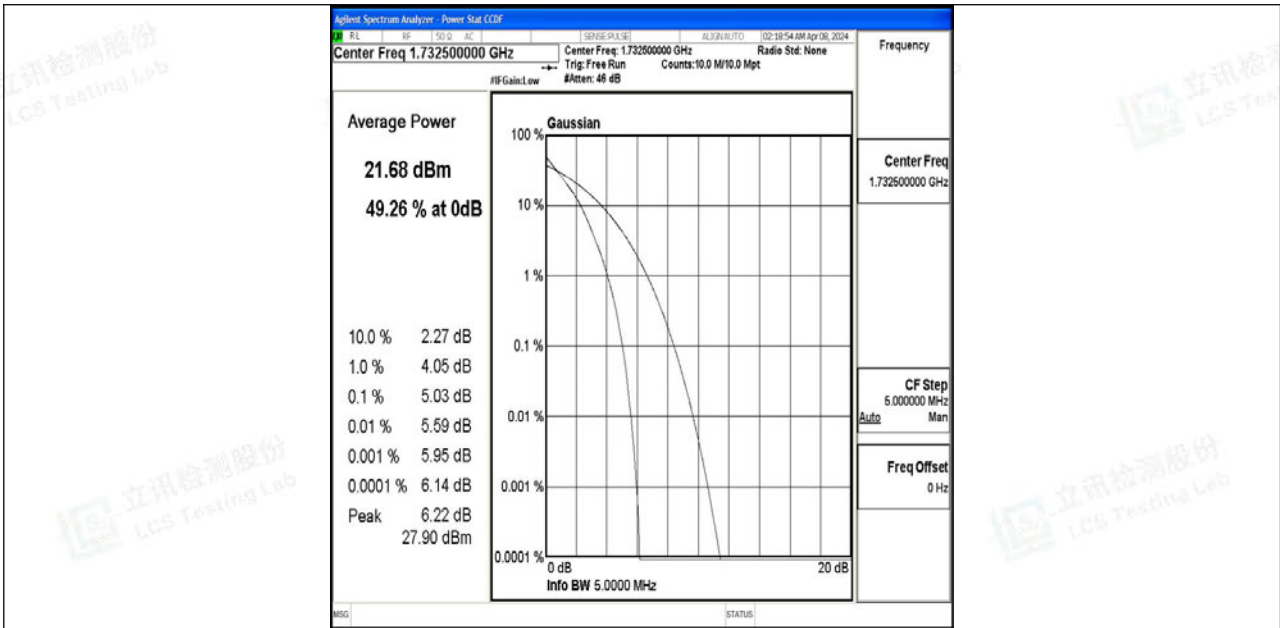 Agilent Spectrum Analyzer - Power Stat CCDF
RL RF 50 Ω AC SENSE:PULSE ALIGNAUTO 02:18:54 AM Apr 08, 2024
Center Freq 1.732500000 GHz
Center Freq: 1.732500000 GHz Radio Std: None
Trig: Free Run Counts:10.0 M/10.0 Mpt
#IFGain:Low #Atten: 46 dB
Frequency
Average Power
21.68 dBm
49.26 % at 0dB
10.0 % 2.27 dB
1.0 % 4.05 dB
0.1 % 5.03 dB
0.01 % 5.59 dB
0.001 % 5.95 dB
0.0001 % 6.14 dB
Peak 6.22 dB
27.90 dBm
Gaussian
100 %
10 %
1 %
0.1 %
0.01 %
0.001 %
0.0001 %
0 dB 20 dB
Info BW 5.0000 MHz
Center Freq
1.732500000 GHz
CF Step
5.000000 MHz
Auto Man
Freq Offset
0 Hz
MSG STATUS
立讯检测股份
LCS Testing Lab
立讯检测股份
LCS Testing Lab
立讯检测股份
LCS Testing Lab